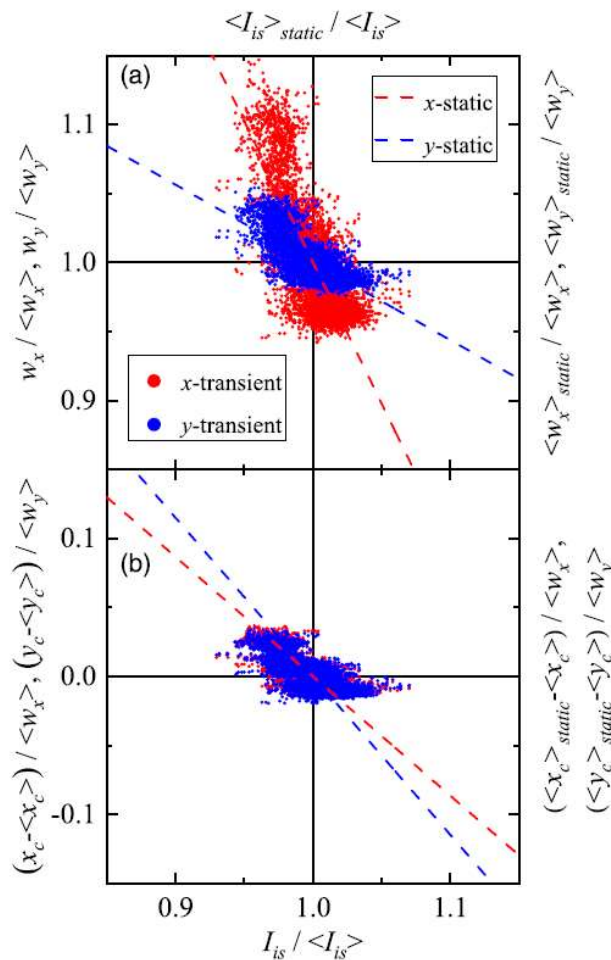 <I_is>_static / <I_is>
(a)
x-static
y-static
1.1
1.0
0.9
w_x / <w_x>, w_y / <w_y>
<w_x>_static / <w_x>, <w_y>_static / <w_y>
x-transient
y-transient
(b)
0.1
0.0
-0.1
(x_c-<x_c>) / <w_x>, (y_c-<y_c>) / <w_y>
(<x_c>_static-<x_c>) / <w_x>,
(<y_c>_static-<y_c>) / <w_y>
0.9 1.0 1.1
I_is / <I_is>